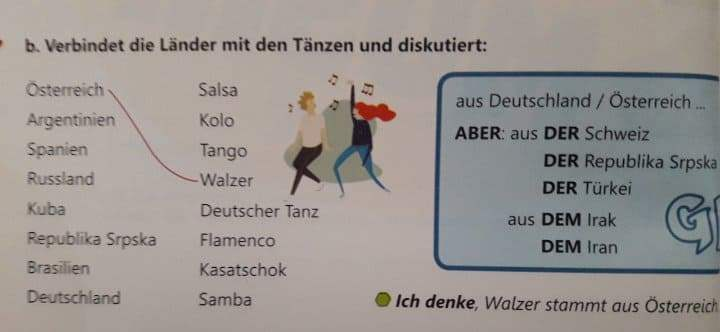 b. Verbindet die Länder mit den Tänzen und diskutiert:
Österreich
Argentinien
Spanien
Russland
Kuba
Republika Srpska
Brasilien
Deutschland
Salsa
Kolo
Tango
Walzer
Deutscher Tanz
Flamenco
Kasatschok
Samba
aus Deutschland / Österreich ...
ABER: aus DER Schweiz
DER Republika Srpska
DER Türkei
aus DEM Irak
DEM Iran
Ich denke, Walzer stammt aus Österreich